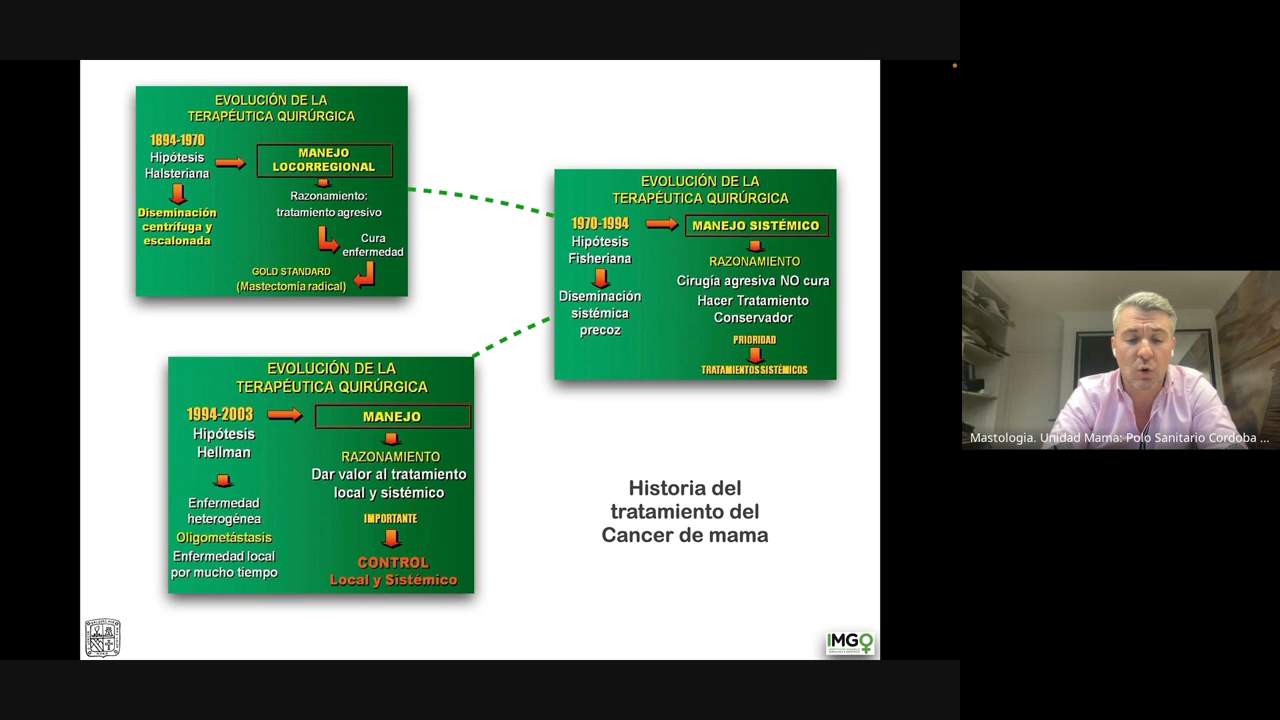 EVOLUCIÓN DE LA
TERAPÉUTICA QUIRÚRGICA
1894-1970
Hipótesis
Halsteriana
Diseminación
centrífuga y
escalonada
MANEJO
LOCORREGIONAL
Razonamiento:
tratamiento agresivo
Cura
enfermedad
GOLD STANDARD
(Mastectomía radical)
EVOLUCIÓN DE LA
TERAPÉUTICA QUIRÚRGICA
1970-1994
Hipótesis
Fisheriana
Diseminación
sistémica
precoz
MANEJO SISTÉMICO
RAZONAMIENTO
Cirugía agresiva NO cura
Hacer Tratamiento
Conservador
PRIORIDAD
TRATAMIENTOS SISTÉMICOS
EVOLUCIÓN DE LA
TERAPÉUTICA QUIRÚRGICA
1994-2003
Hipótesis
Hellman
Enfermedad
heterogénea
Oligometástasis
Enfermedad local
por mucho tiempo
MANEJO
RAZONAMIENTO
Dar valor al tratamiento
local y sistémico
IMPORTANTE
CONTROL
Local y Sistémico
Historia del
tratamiento del
Cancer de mama
IMGO
Mastologia. Unidad Mama: Polo Sanitario Cordoba ...